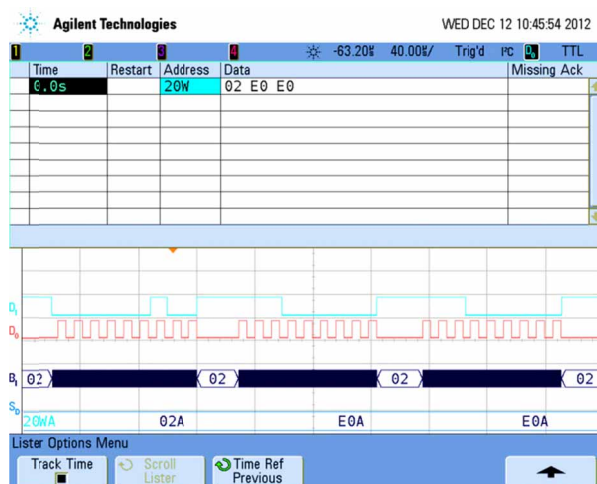 Agilent Technologies
WED DEC 12 10:45:54 2012
1 2 3 4 -63.20% 40.00%/ Trig'd I²C D₀ TTL
Time Restart Address Data Missing Ack
0.0s 20W 02 E0 E0
D₁
D₀
B₁ 02 02 02 02
S₀
20WA 02A E0A E0A
Lister Options Menu
Track Time Scroll Lister Time Ref Previous